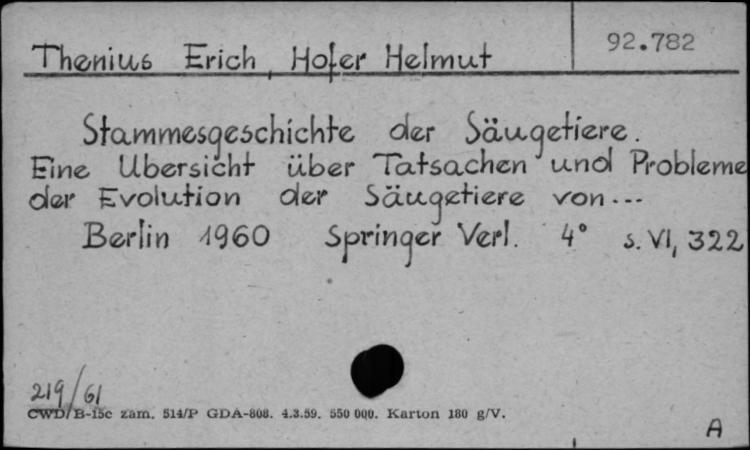 Thenius Erich, Hofer Helmut
92.782
Stammesgeschichte der Säugetiere.
Eine Ubersicht über Tatsachen und Probleme
der Evolution der Säugetiere von...
Berlin 1960 Springer Verl. 4° s. VI, 322
219/61
CWD/B-15c zam. 514/P GDA-808. 4.3.59. 550 000. Karton 180 g/V.
A